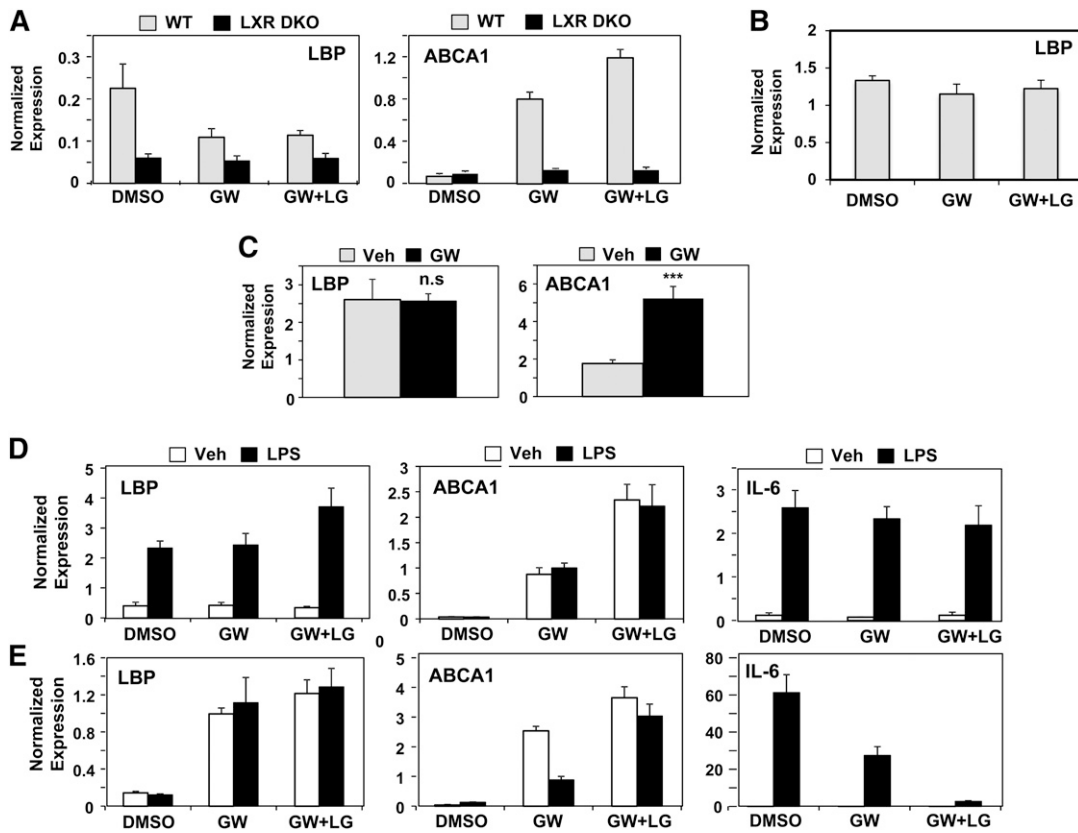 A
WT LXR DKO
LBP
Normalized
Expression
0.3
0.2
0.1
0
DMSO GW GW+LG
WT LXR DKO
ABCA1
1.2
0.8
0.4
0
DMSO GW GW+LG
B
LBP
Normalized
Expression
2
1.5
1
0.5
0
DMSO GW GW+LG
C
Veh GW
LBP
n.s
Normalized
Expression
3
2
2
1
0
Veh GW
ABCA1
***
6
4
2
0
D
Veh LPS
LBP
Normalized
Expression
5
4
3
2
1
0
DMSO GW GW+LG
Veh LPS
ABCA1
3
2.5
2
1.5
1
0.5
0
DMSO GW GW+LG
Veh LPS
IL-6
3
2
2
1
0
DMSO GW GW+LG
E
LBP
Normalized
Expression
1.6
1.2
0.8
0.4
0
DMSO GW GW+LG
ABCA1
5
4
3
2
1
0
DMSO GW GW+LG
IL-6
80
60
40
20
0
DMSO GW GW+LG